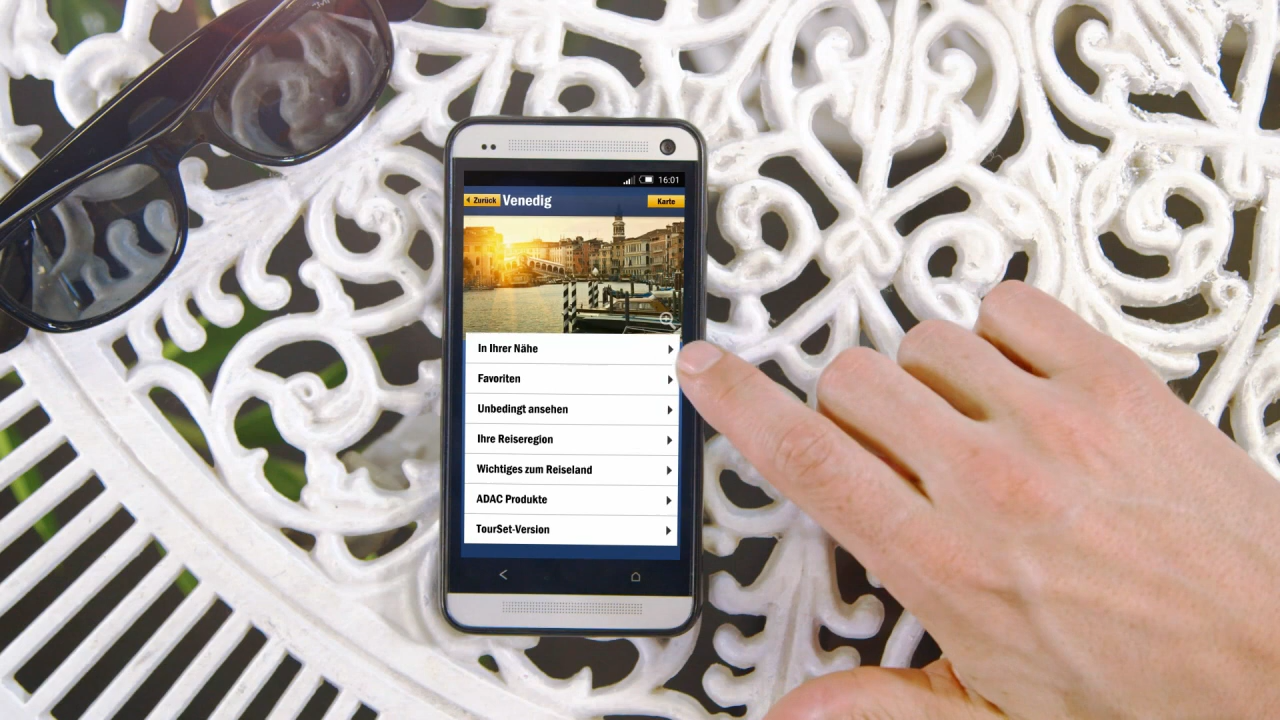 16:01
Zurück Venedig Karte
In Ihrer Nähe
Favoriten
Unbedingt ansehen
Ihre Reiseregion
Wichtiges zum Reiseland
ADAC Produkte
TourSet-Version